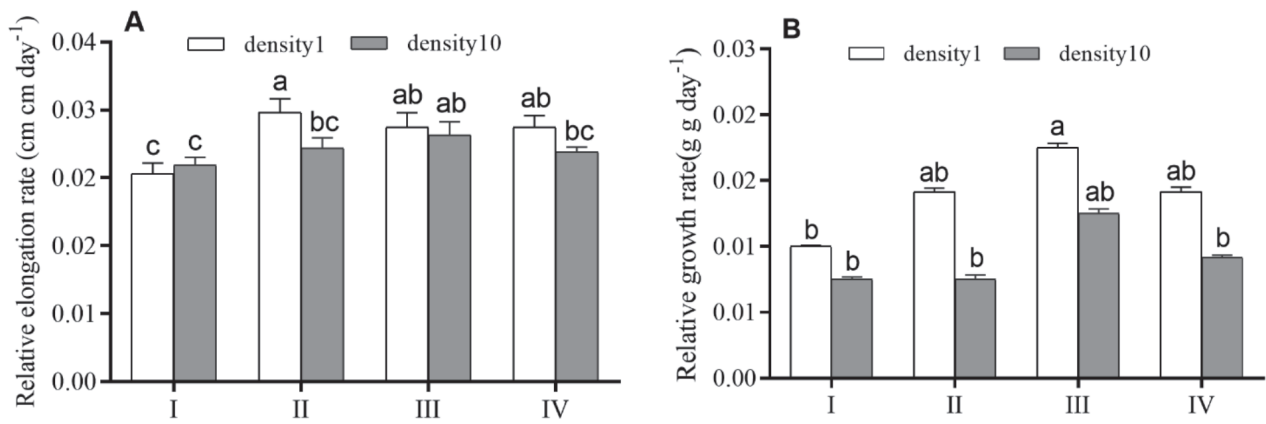 A
density1 density10
Relative elongation rate (cm cm day-1)
0.04
0.03
0.02
0.02
0.01
0.00
c c a bc ab ab ab bc
I II III IV
B
density1 density10
Relative growth rate(g g day-1)
0.03
0.02
0.02
0.01
0.01
0.00
b b ab b a ab ab b
I II III IV